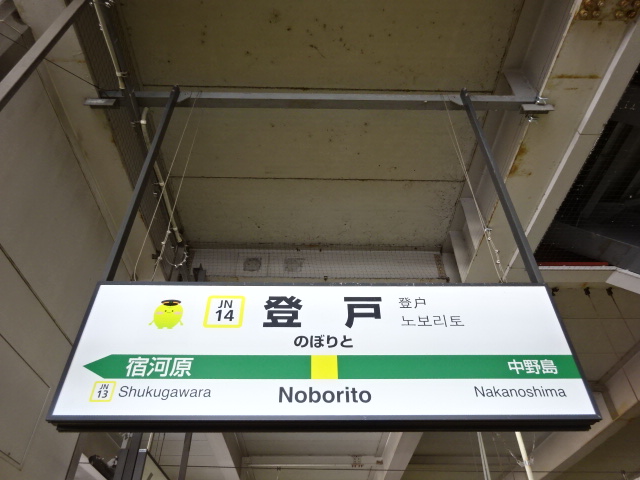 JN
14
登戸
登户
노보리토
のぼりと
宿河原
中野島
JN
13
Shukugawara
Noborito
Nakanoshima